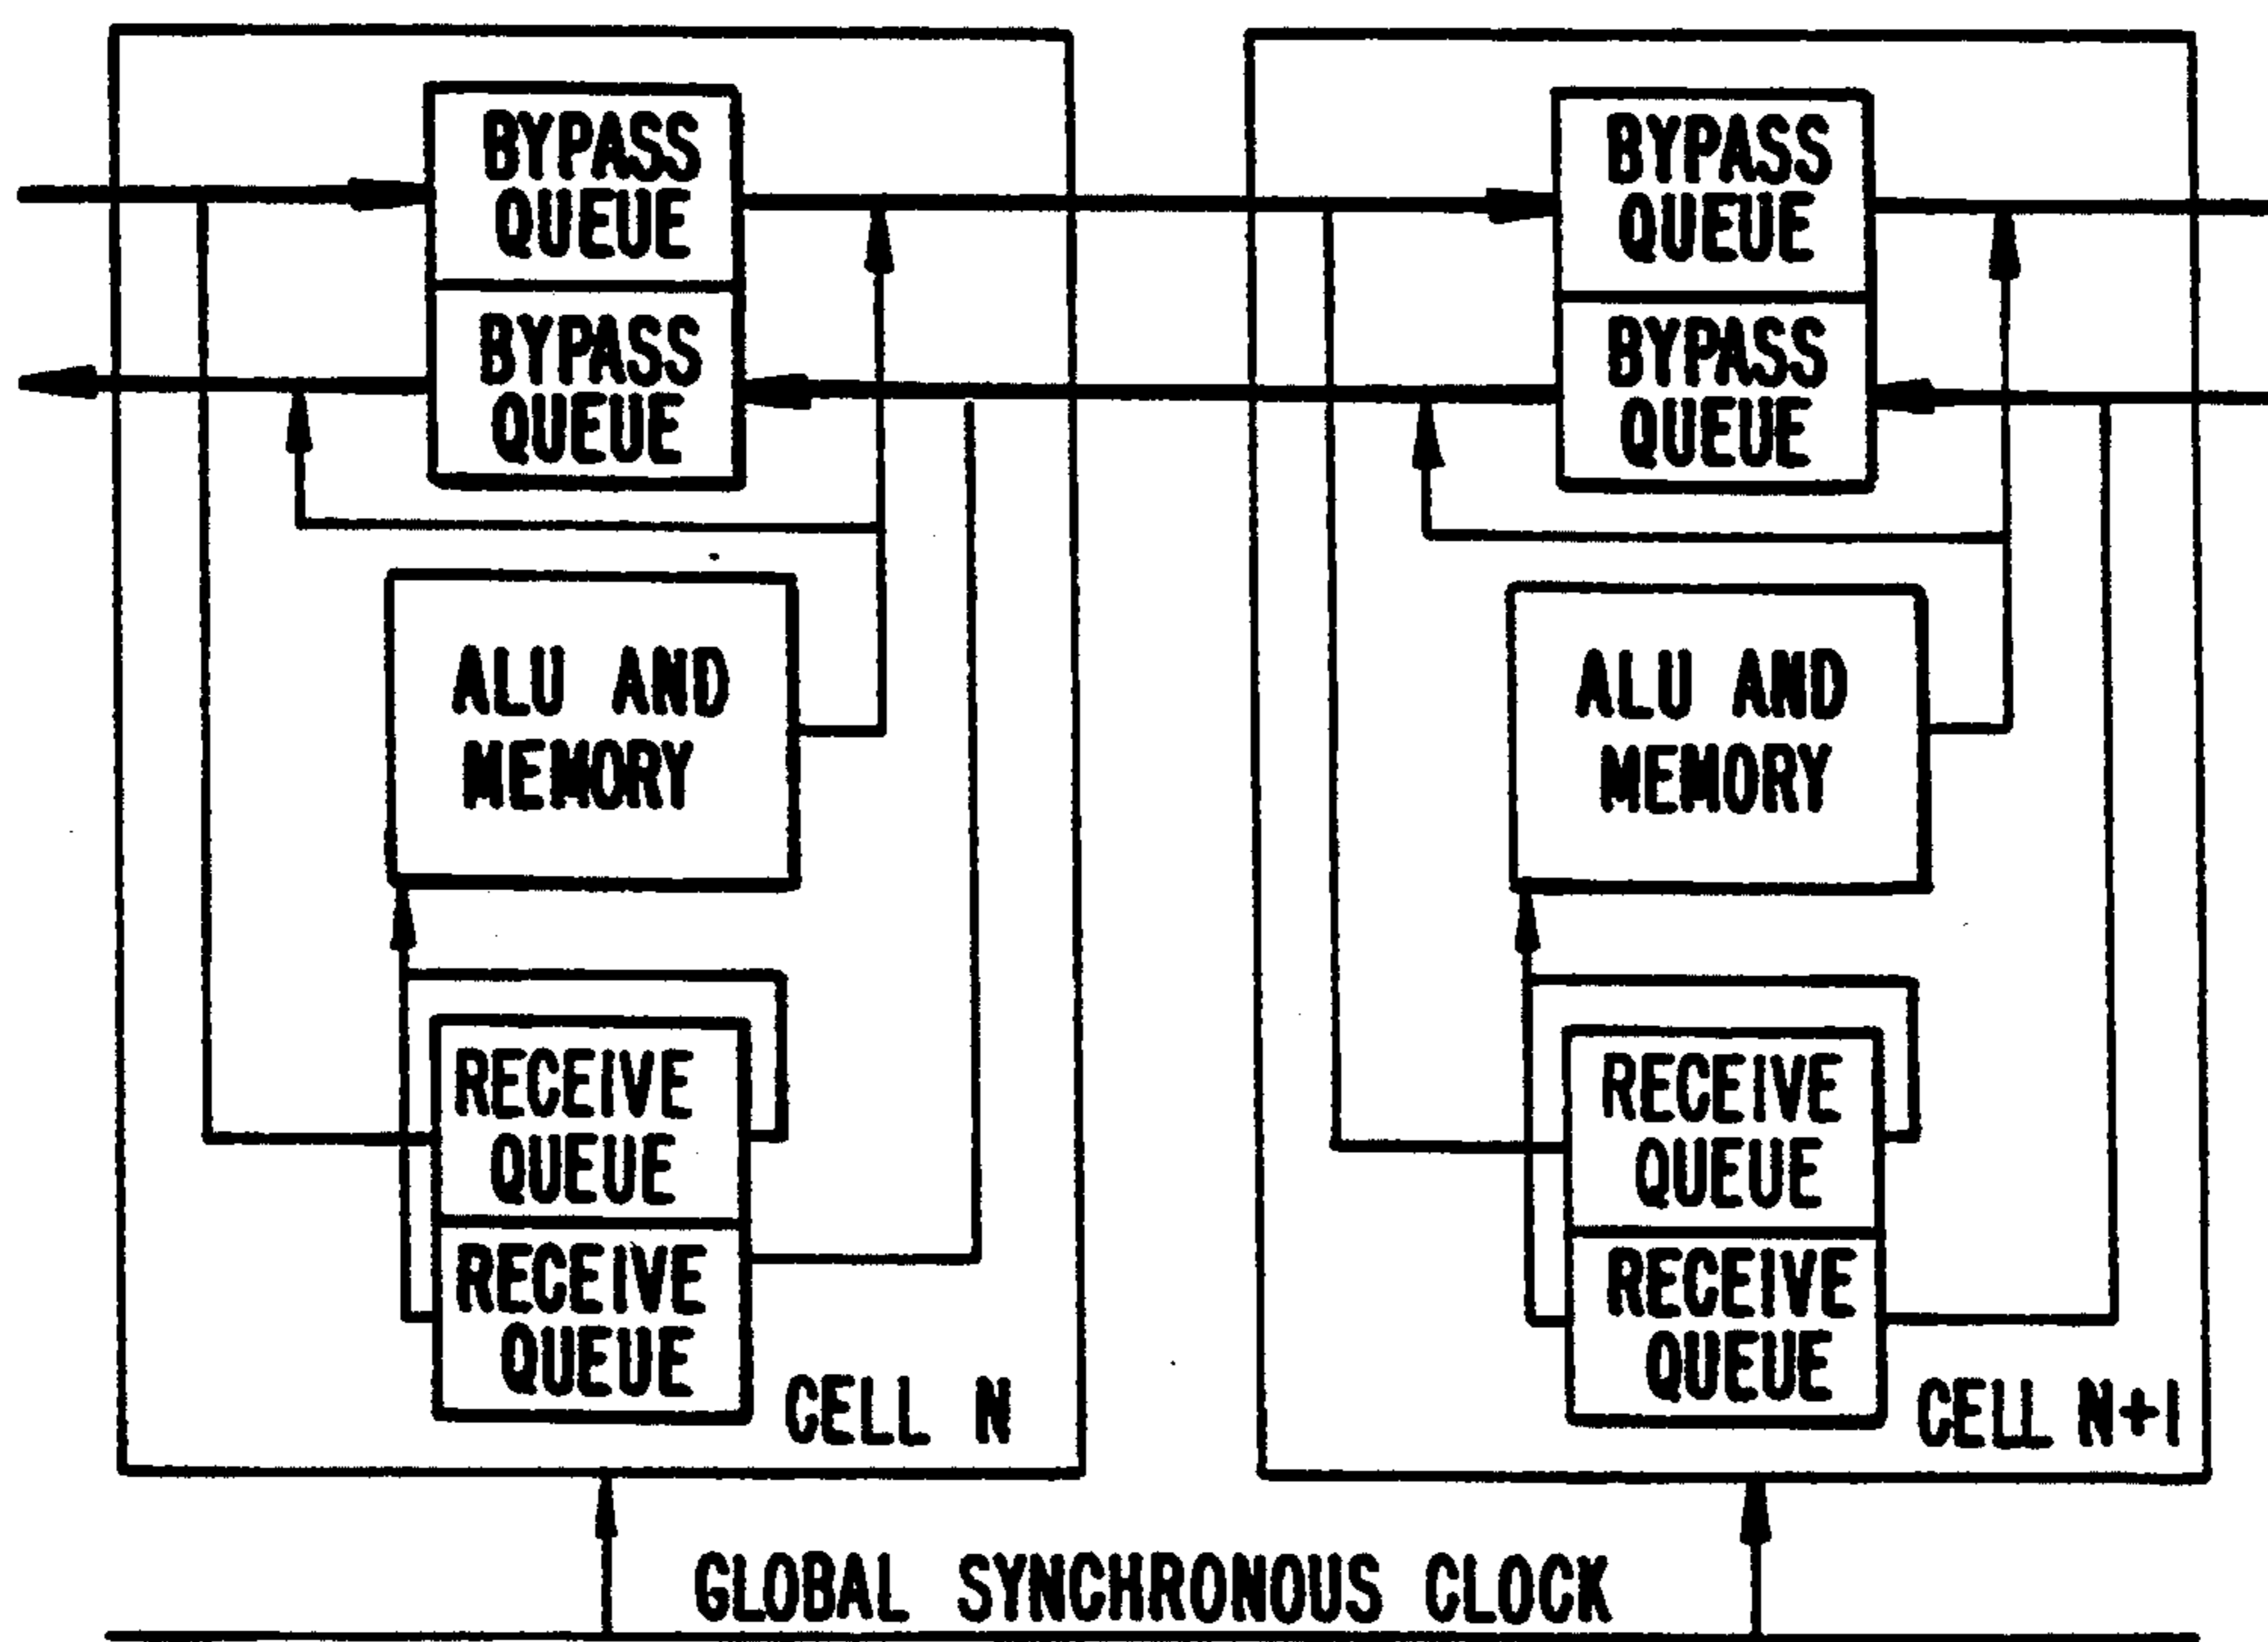 BYPASS
QUEUE
BYPASS
QUEUE
ALU AND
MEMORY
RECEIVE
QUEUE
RECEIVE
QUEUE
CELL N
BYPASS
QUEUE
BYPASS
QUEUE
ALU AND
MEMORY
RECEIVE
QUEUE
RECEIVE
QUEUE
CELL N+1
GLOBAL SYNCHRONOUS CLOCK